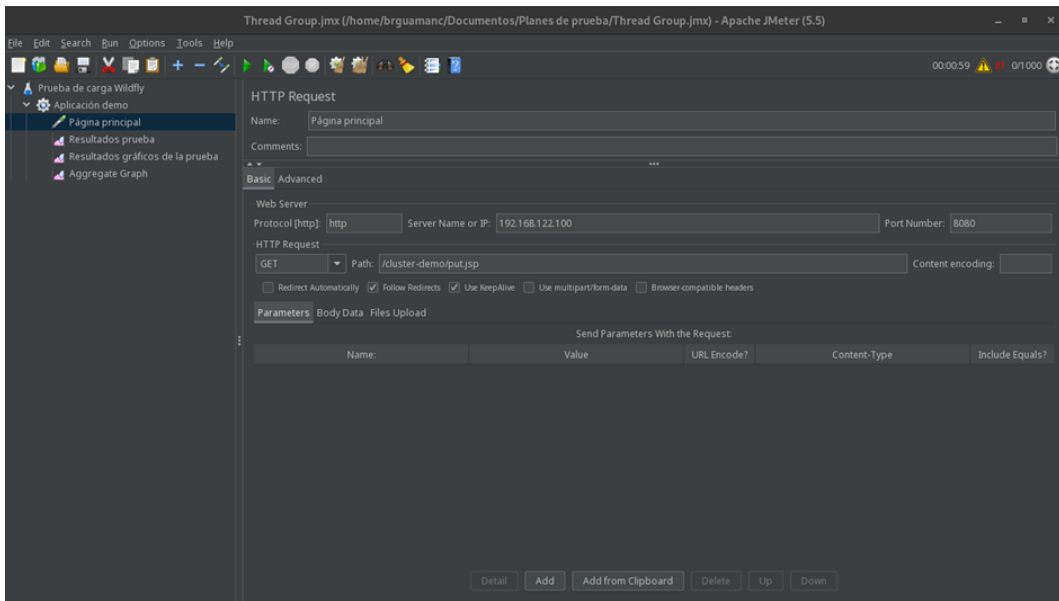 Thread Group.jmx (/home/brguamanc/Documentos/Planes de prueba/Thread Group.jmx) - Apache JMeter (5.5)
File Edit Search Run Options Tools Help
00:00:59 0/1000
Prueba de carga Wildfly
Aplicación demo
Página principal
Resultados prueba
Resultados gráficos de la prueba
Aggregate Graph
HTTP Request
Name: Página principal
Comments:
Basic Advanced
Web Server
Protocol [http]: http Server Name or IP: 192.168.122.100 Port Number: 8080
HTTP Request
GET Path: /cluster-demo/put.jsp Content encoding:
Redirect Automatically Follow Redirects Use KeepAlive Use multipart/form-data Browser-compatible headers
Parameters Body Data Files Upload
Send Parameters With the Request:
Name: Value URL Encode? Content-Type Include Equals?
Detail Add Add from Clipboard Delete Up Down